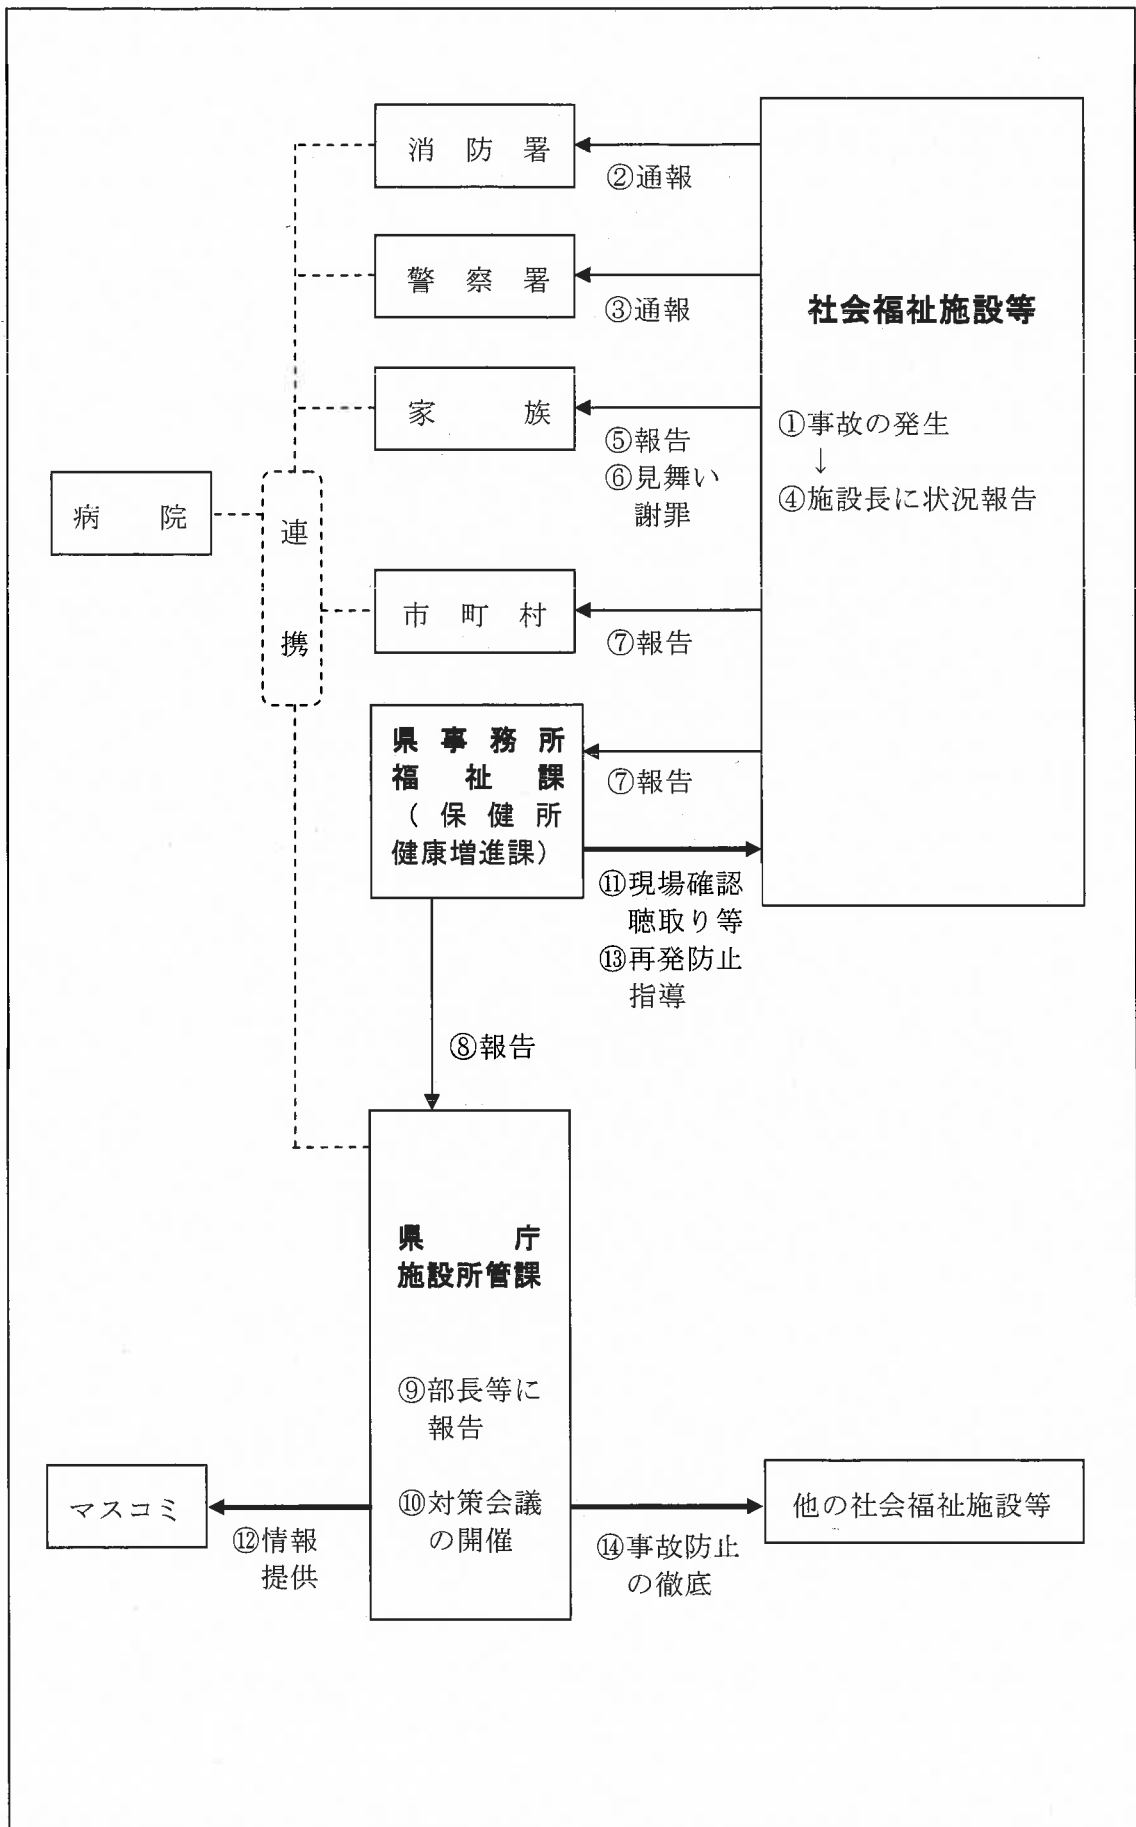 消防署
②通報
警察署
③通報
社会福祉施設等
家族
⑤報告
⑥見舞い
謝罪
①事故の発生
↓
④施設長に状況報告
病院
連
携
市町村
⑦報告
県事務所
福祉課
(保健所
健康増進課)
⑦報告
⑪現場確認
聴取り等
⑬再発防止
指導
⑧報告
県庁
施設所管課
⑨部長等に
報告
⑩対策会議
の開催
マスコミ
⑫情報
提供
他の社会福祉施設等
⑭事故防止
の徹底